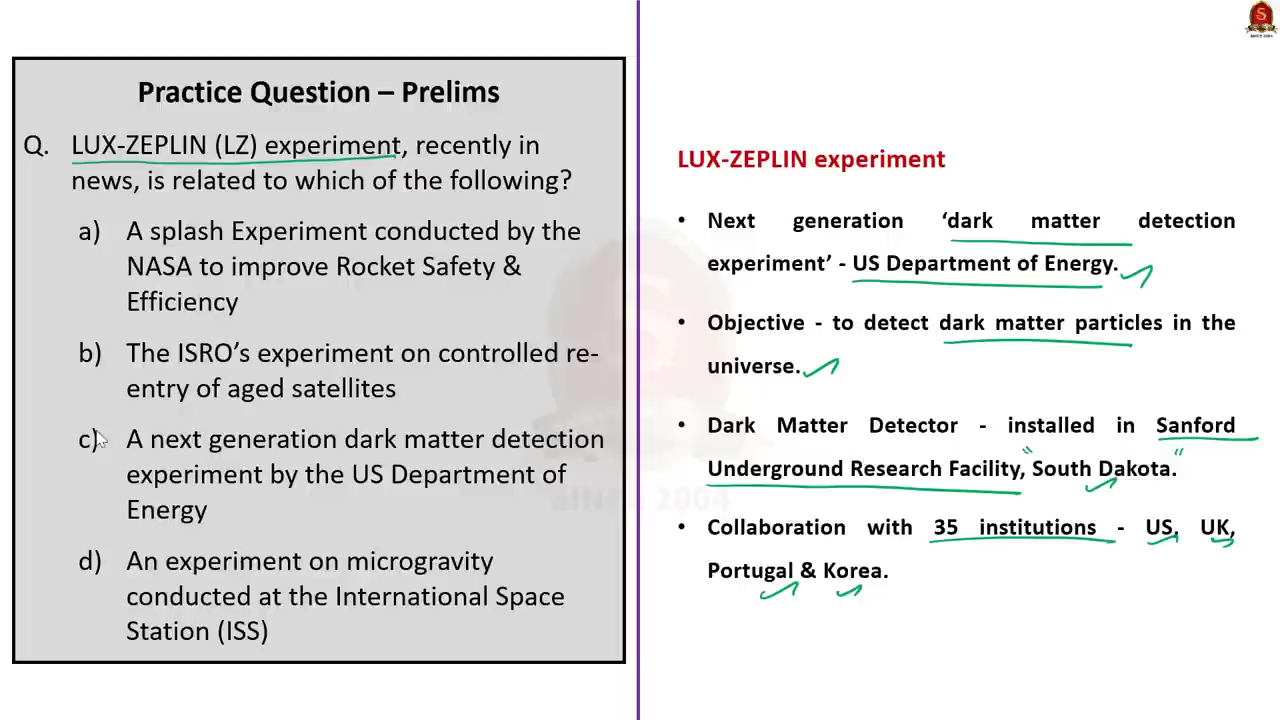 Practice Question – Prelims
Q. LUX-ZEPLIN (LZ) experiment, recently in
news, is related to which of the following?
a) A splash Experiment conducted by the
NASA to improve Rocket Safety &
Efficiency
b) The ISRO’s experiment on controlled re-
entry of aged satellites
c) A next generation dark matter detection
experiment by the US Department of
Energy
d) An experiment on microgravity
conducted at the International Space
Station (ISS)
LUX-ZEPLIN experiment
• Next generation ‘dark matter detection
experiment’ - US Department of Energy.
• Objective - to detect dark matter particles in the
universe.
• Dark Matter Detector - installed in Sanford
Underground Research Facility, South Dakota.
• Collaboration with 35 institutions - US, UK,
Portugal & Korea.
S
SINCE 2004
S
SINCE 2004